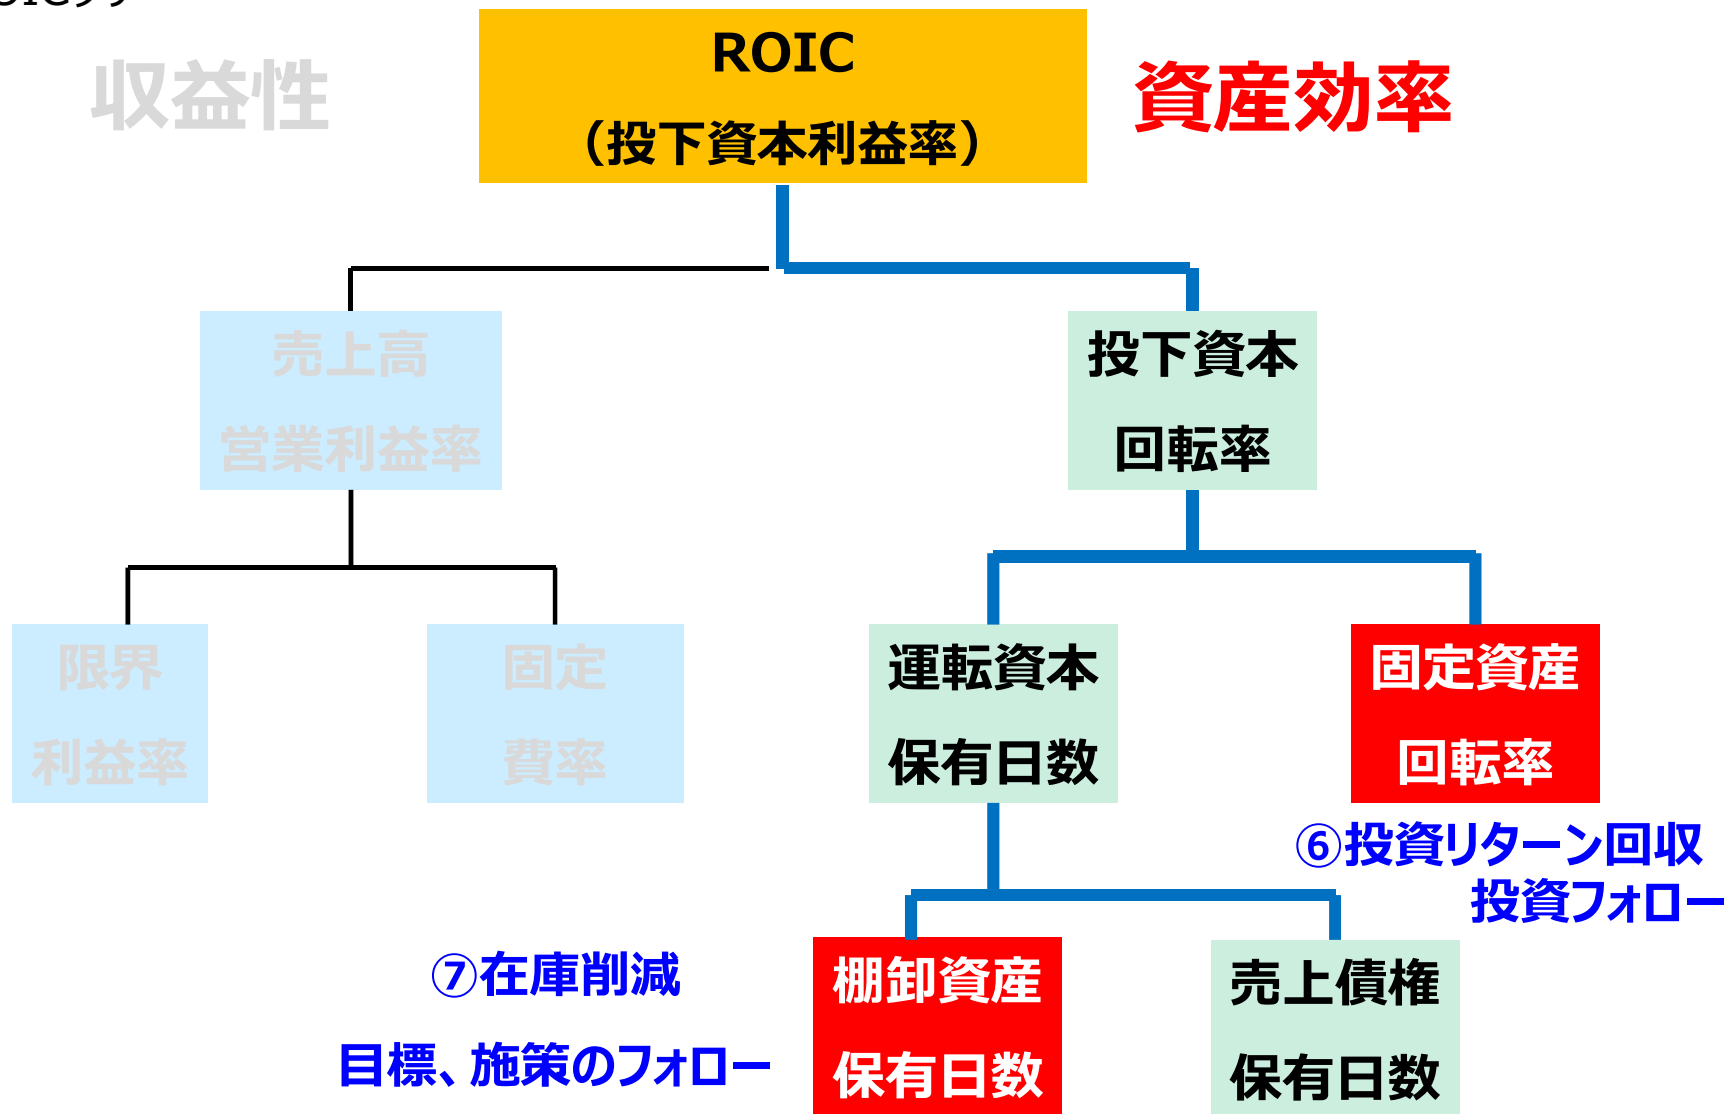 収益性
ROIC
（投下資本利益率）
資産効率
売上高
営業利益率
投下資本
回転率
限界
利益率
固定
費率
運転資本
保有日数
固定資産
回転率
⑥投資リターン回収
投資フォロー
⑦在庫削減
目標、施策のフォロー
棚卸資産
保有日数
売上債権
保有日数